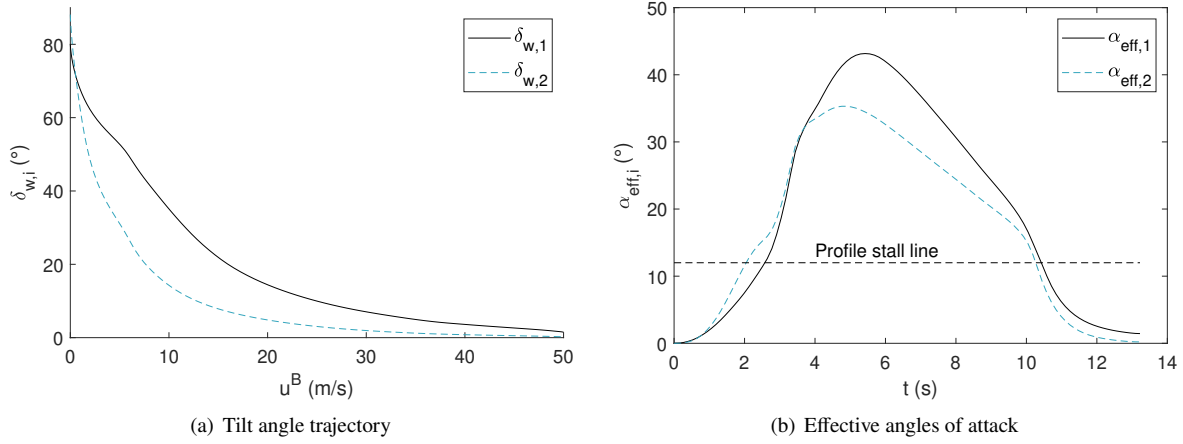 80
60
40
20
0
0 10 20 30 40 50
δw,i (°)
u^B (m/s)
δw,1
δw,2
(a) Tilt angle trajectory
50
40
30
20
10
0
0 2 4 6 8 10 12 14
αeff,i (°)
t (s)
αeff,1
αeff,2
Profile stall line
(b) Effective angles of attack